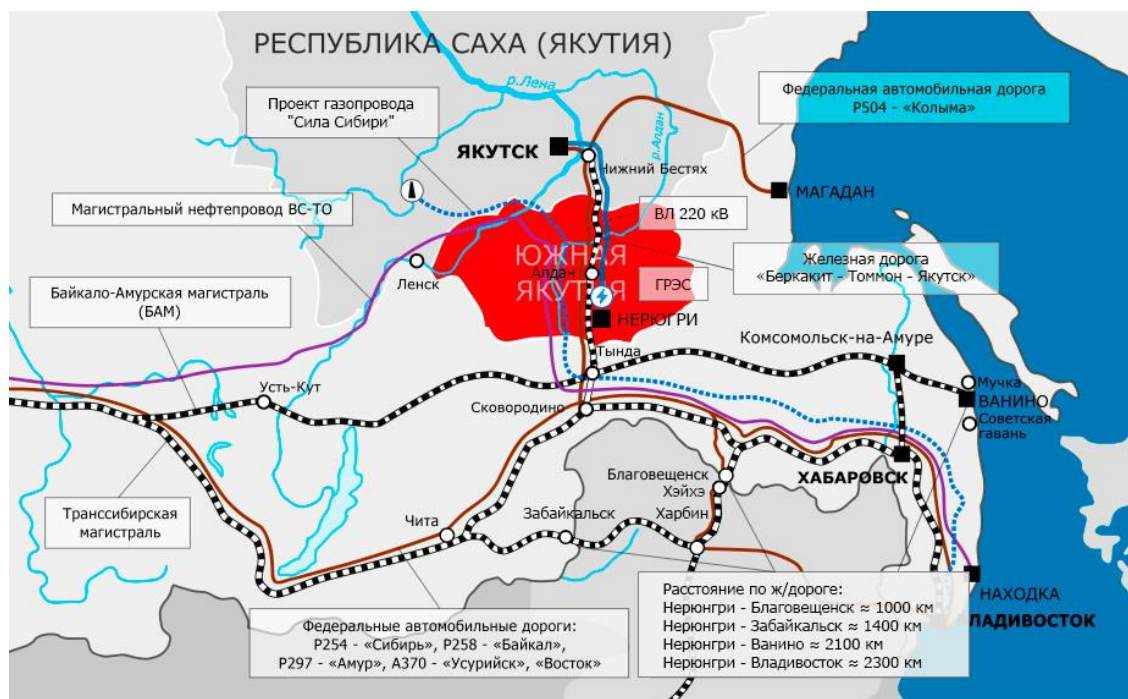 РЕСПУБЛИКА САХА (ЯКУТИЯ)
р.Лена
Проект газопровода
"Сила Сибири"
Федеральная автомобильная дорога
Р504 - «Колыма»
р.Алдан
ЯКУТСК
Нижний Бестях
МАГАДАН
Магистральный нефтепровод ВС-ТО
ВЛ 220 кВ
ЮЖНАЯ
ЯКУТИЯ
Алдан
Железная дорога
«Беркакит - Томмон - Якутск»
Ленск
ГРЭС
Байкало-Амурская магистраль
(БАМ)
НЕРЮГРИ
Комсомольск-на-Амуре
Тында
Усть-Кут
Мучка
ВАНИНО
Советская
гавань
Сковородино
Благовещенск
Хэйхэ
ХАБАРОВСК
Транссибирская
магистраль
Чита
Забайкальск
Харбин
НАХОДКА
ЛАДИВОСТОК
Расстояние по ж/дороге:
Нерюнгри - Благовещенск ≈ 1000 км
Нерюнгри - Забайкальск ≈ 1400 км
Нерюнгри - Ванино ≈ 2100 км
Нерюнгри - Владивосток ≈ 2300 км
Федеральные автомобильные дороги:
Р254 - «Сибирь», Р258 - «Байкал»,
Р297 - «Амур», А370 - «Усурийск», «Восток»